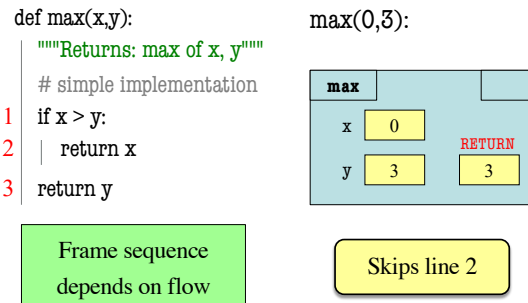 def max(x,y):
"""Returns: max of x, y"""
# simple implementation
1 if x > y:
2 return x
3 return y
Frame sequence
depends on flow
max(0,3):
max
x 0
RETURN
y 3 3
Skips line 2